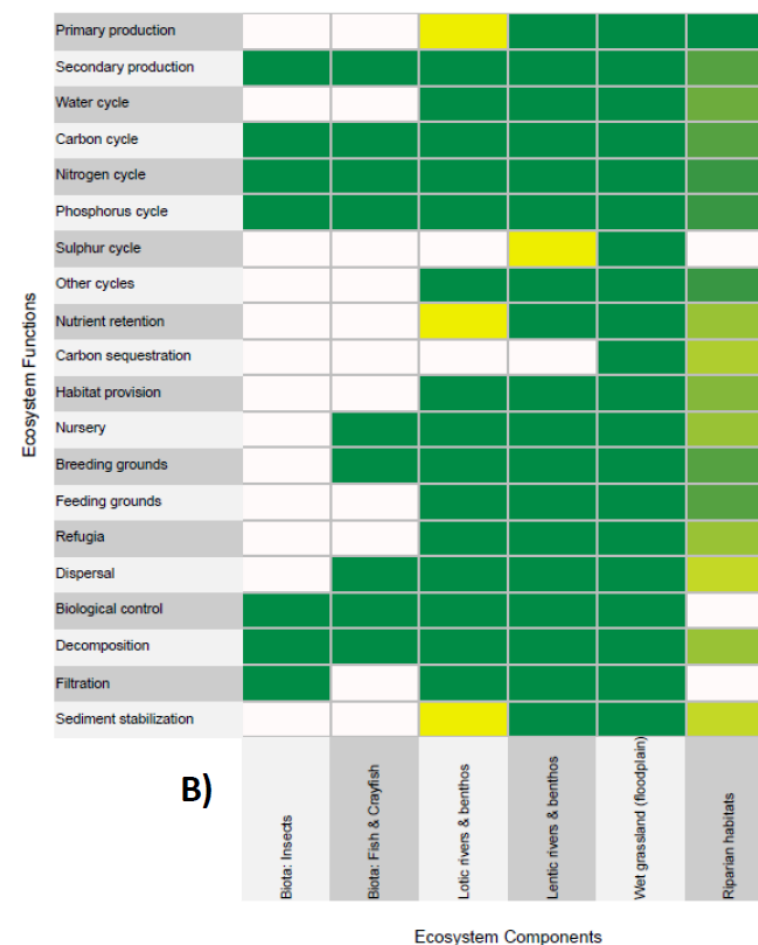 Primary production
Secondary production
Water cycle
Carbon cycle
Nitrogen cycle
Phosphorus cycle
Sulphur cycle
Other cycles
Nutrient retention
Carbon sequestration
Habitat provision
Nursery
Breeding grounds
Feeding grounds
Refugia
Dispersal
Biological control
Decomposition
Filtration
Sediment stabilization
Ecosystem Functions
B)
Biota: Insects
Biota: Fish & Crayfish
Lotic rivers & benthos
Lentic rivers & benthos
Wet grassland (floodplain)
Riparian habitats
Ecosystem Components